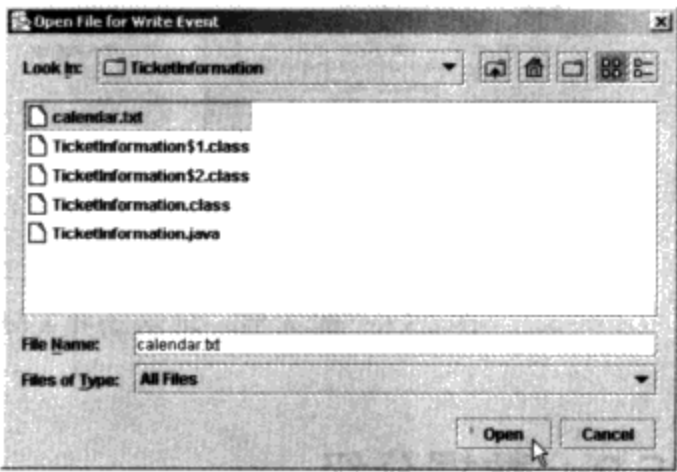 Open File for Write Event
Look In: TicketInformation
calendar.txt
TicketInformation$1.class
TicketInformation$2.class
TicketInformation.class
TicketInformation.java
File Name: calendar.txt
Files of Type: All Files
Open Cancel